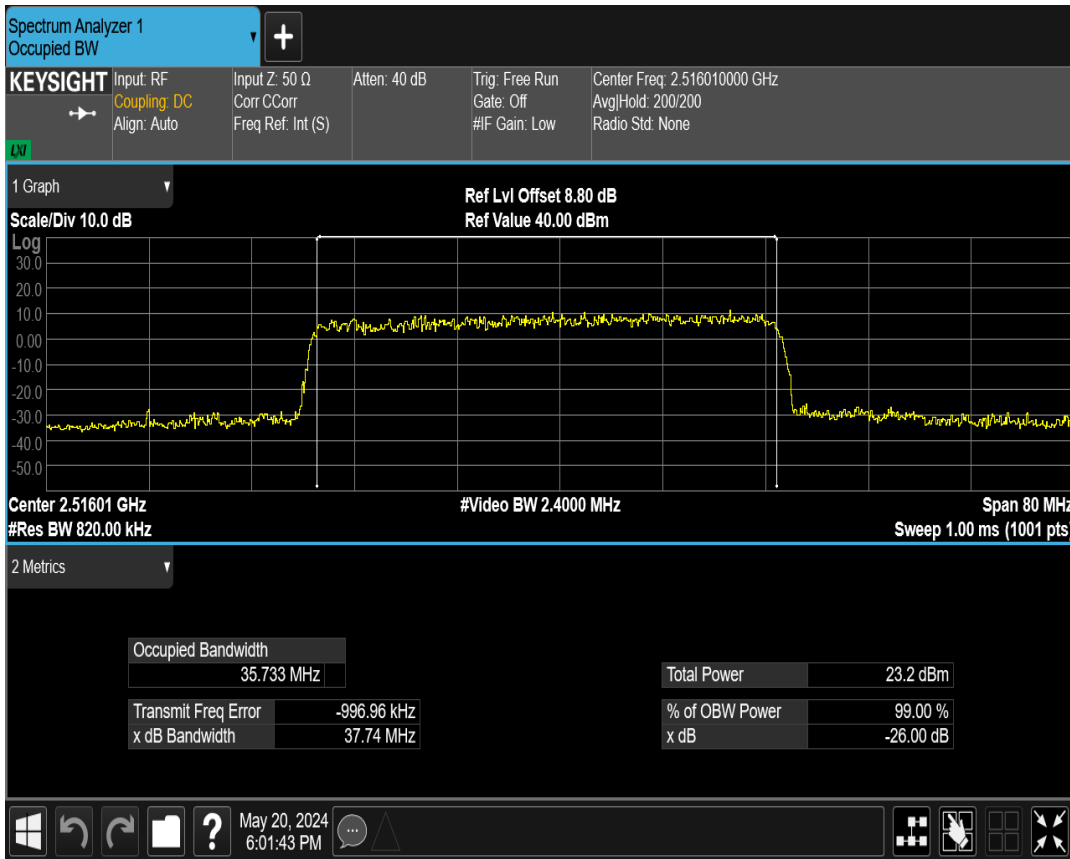 Spectrum Analyzer 1
Occupied BW
KEYSIGHT
LXI
Input: RF
Coupling: DC
Align: Auto
Input Z: 50 Ω
Corr CCorr
Freq Ref: Int (S)
Atten: 40 dB
Trig: Free Run
Gate: Off
#IF Gain: Low
Center Freq: 2.516010000 GHz
Avg|Hold: 200/200
Radio Std: None
1 Graph
Ref Lvl Offset 8.80 dB
Scale/Div 10.0 dB
Ref Value 40.00 dBm
Log
30.0
20.0
10.0
0.00
-10.0
-20.0
-30.0
-40.0
-50.0
Center 2.51601 GHz
#Video BW 2.4000 MHz
Span 80 MHz
#Res BW 820.00 kHz
Sweep 1.00 ms (1001 pts)
2 Metrics
Occupied Bandwidth
35.733 MHz
Total Power 23.2 dBm
Transmit Freq Error -996.96 kHz
% of OBW Power 99.00 %
x dB Bandwidth 37.74 MHz
x dB -26.00 dB
?
May 20, 2024
6:01:43 PM